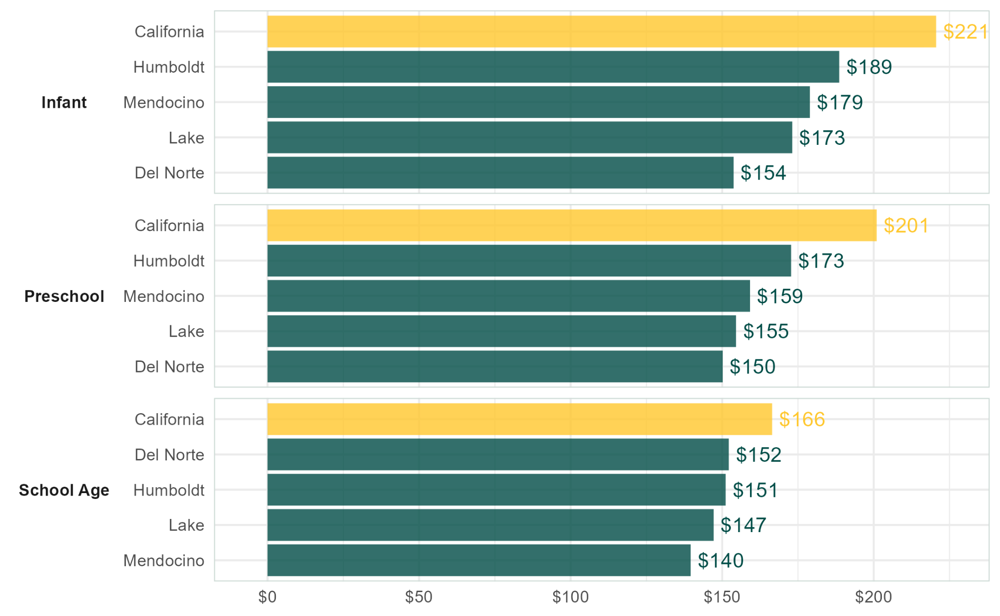 Infant
California $221
Humboldt $189
Mendocino $179
Lake $173
Del Norte $154
Preschool
California $201
Humboldt $173
Mendocino $159
Lake $155
Del Norte $150
School Age
California $166
Del Norte $152
Humboldt $151
Lake $147
Mendocino $140
$0 $50 $100 $150 $200